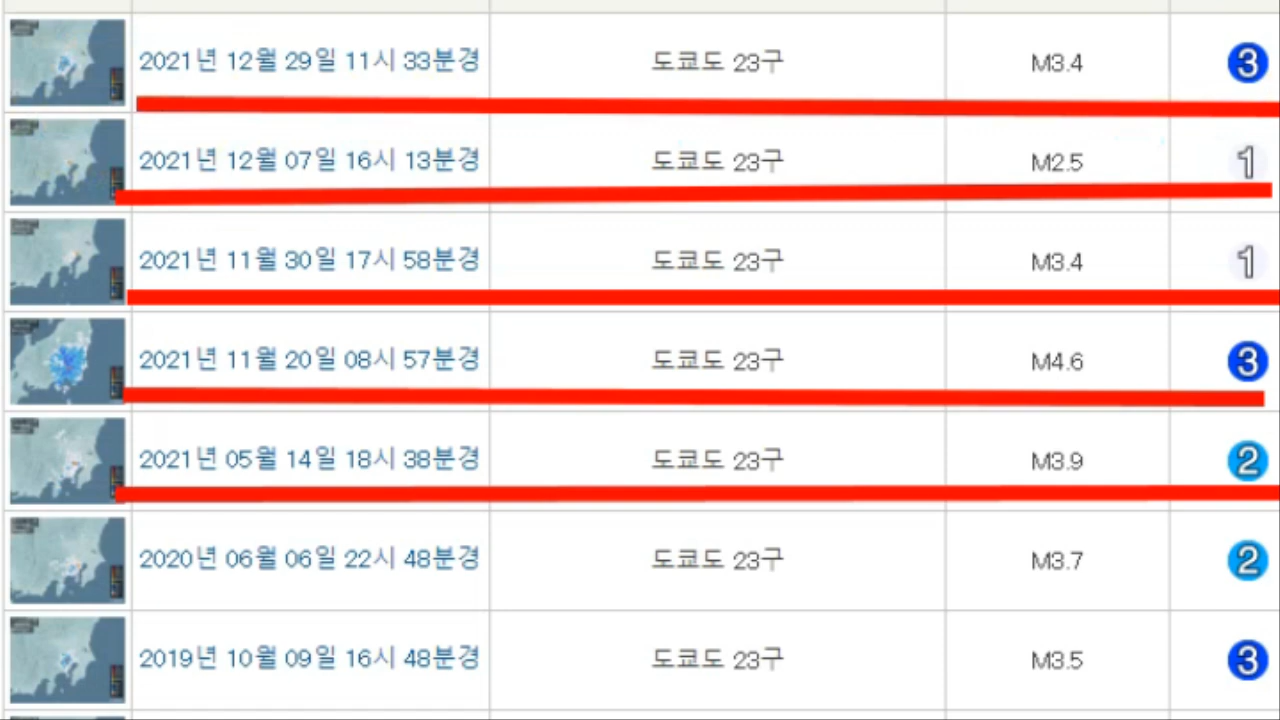 2021년 12월 29일 11시 33분경 도쿄도 23구 M3.4 3
2021년 12월 07일 16시 13분경 도쿄도 23구 M2.5 1
2021년 11월 30일 17시 58분경 도쿄도 23구 M3.4 1
2021년 11월 20일 08시 57분경 도쿄도 23구 M4.6 3
2021년 05월 14일 18시 38분경 도쿄도 23구 M3.9 2
2020년 06월 06일 22시 48분경 도쿄도 23구 M3.7 2
2019년 10월 09일 16시 48분경 도쿄도 23구 M3.5 3